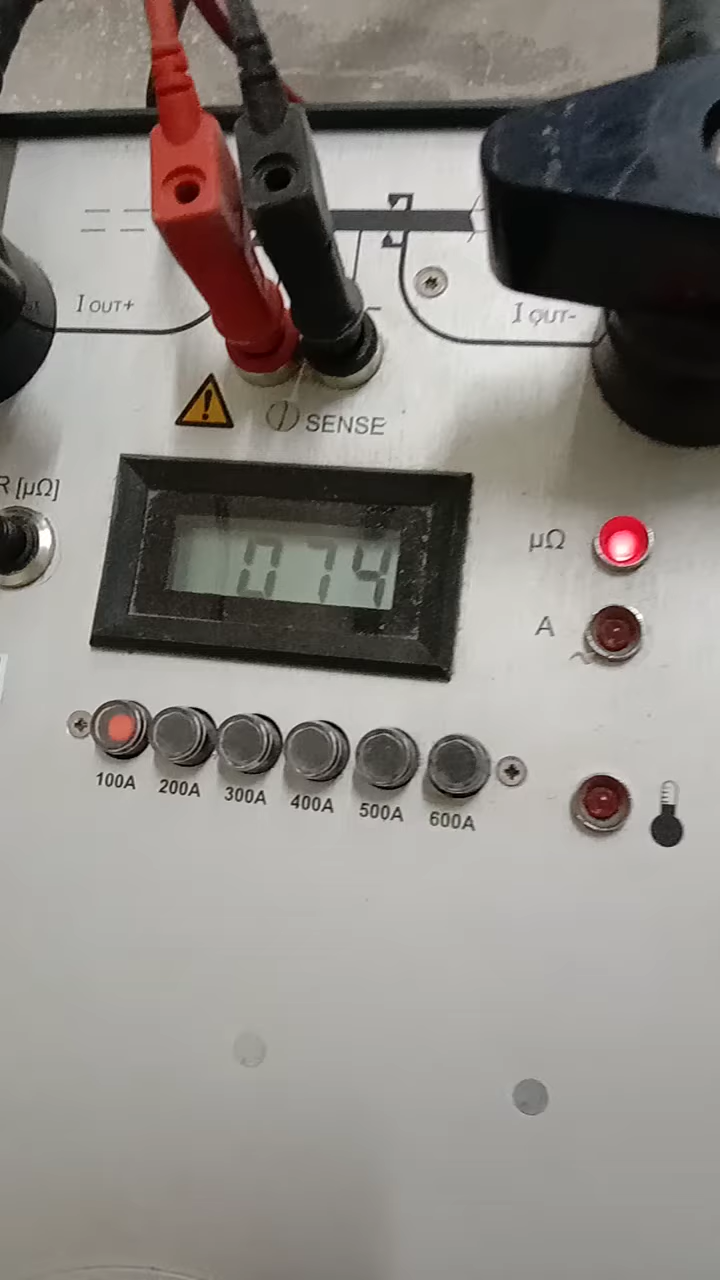 I OUT+
I OUT-
SENSE
R [μΩ]
074
μΩ
A
100A 200A 300A 400A 500A 600A